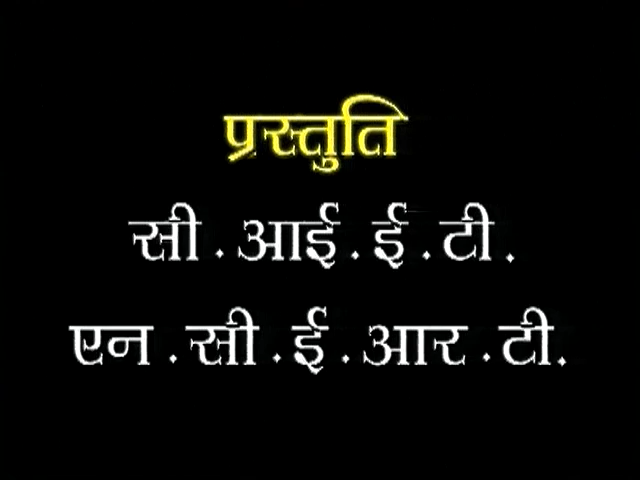 प्रस्तुति
सी . आई . ई . टी .
एन . सी . ई . आर . टी .